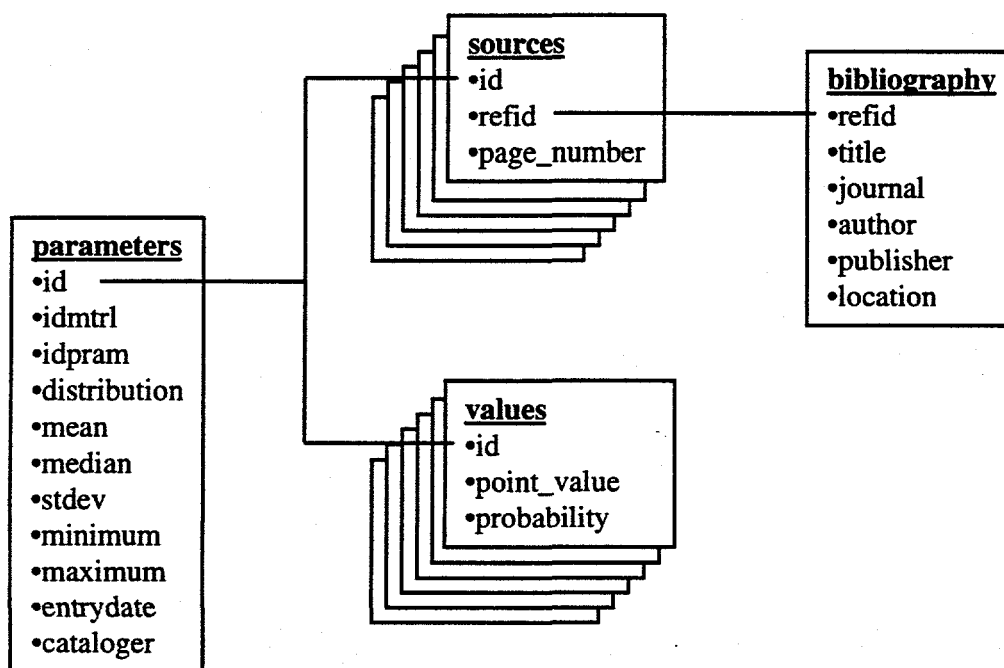 sources
•id
•refid
•page_number
bibliography
•refid
•title
•journal
•author
•publisher
•location
parameters
•id
•idmtrl
•idpram
•distribution
•mean
•median
•stdev
•minimum
•maximum
•entrydate
•cataloger
values
•id
•point_value
•probability